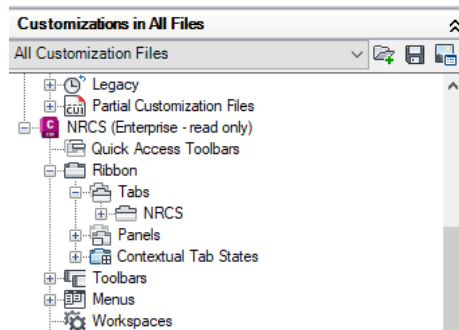 Customizations in All Files
All Customization Files
Legacy
CUI Partial Customization Files
C NRCS (Enterprise - read only)
Quick Access Toolbars
Ribbon
Tabs
NRCS
Panels
Contextual Tab States
Toolbars
Menus
Workspaces